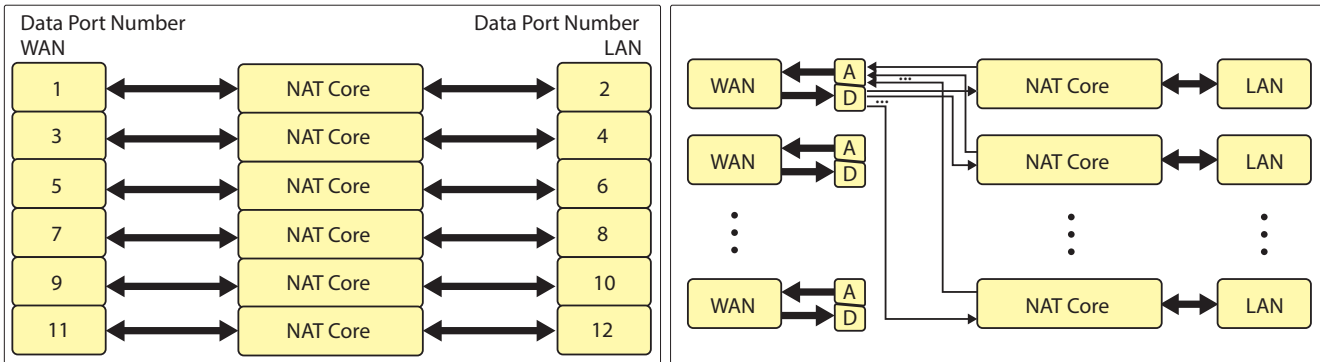 Data Port Number Data Port Number
WAN LAN
1 NAT Core 2
3 NAT Core 4
5 NAT Core 6
7 NAT Core 8
9 NAT Core 10
11 NAT Core 12
WAN A D ... ... NAT Core LAN
WAN A D NAT Core LAN
WAN A D NAT Core LAN